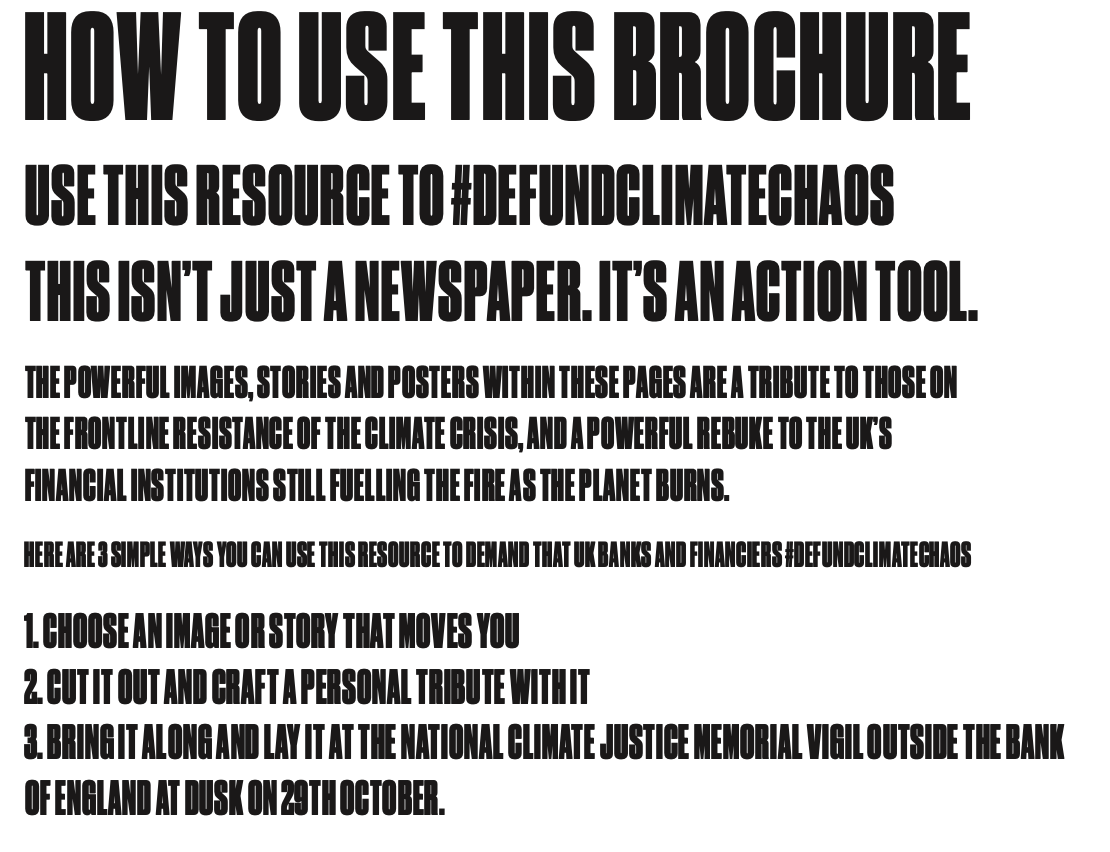 HOW TO USE THIS BROCHURE
USE THIS RESOURCE TO #DEFUNDCLIMATECHAOS
THIS ISN'T JUST A NEWSPAPER. IT'S AN ACTION TOOL.
THE POWERFUL IMAGES, STORIES AND POSTERS WITHIN THESE PAGES ARE A TRIBUTE TO THOSE ON
THE FRONTLINE RESISTANCE OF THE CLIMATE CRISIS, AND A POWERFUL REBUKE TO THE UK'S
FINANCIAL INSTITUTIONS STILL FUELLING THE FIRE AS THE PLANET BURNS.
HERE ARE 3 SIMPLE WAYS YOU CAN USE THIS RESOURCE TO DEMAND THAT UK BANKS AND FINANCIERS #DEFUNDCLIMATECHAOS
1. CHOOSE AN IMAGE OR STORY THAT MOVES YOU
2. CUT IT OUT AND CRAFT A PERSONAL TRIBUTE WITH IT
3. BRING IT ALONG AND LAY IT AT THE NATIONAL CLIMATE JUSTICE MEMORIAL VIGIL OUTSIDE THE BANK
OF ENGLAND AT DUSK ON 29TH OCTOBER.